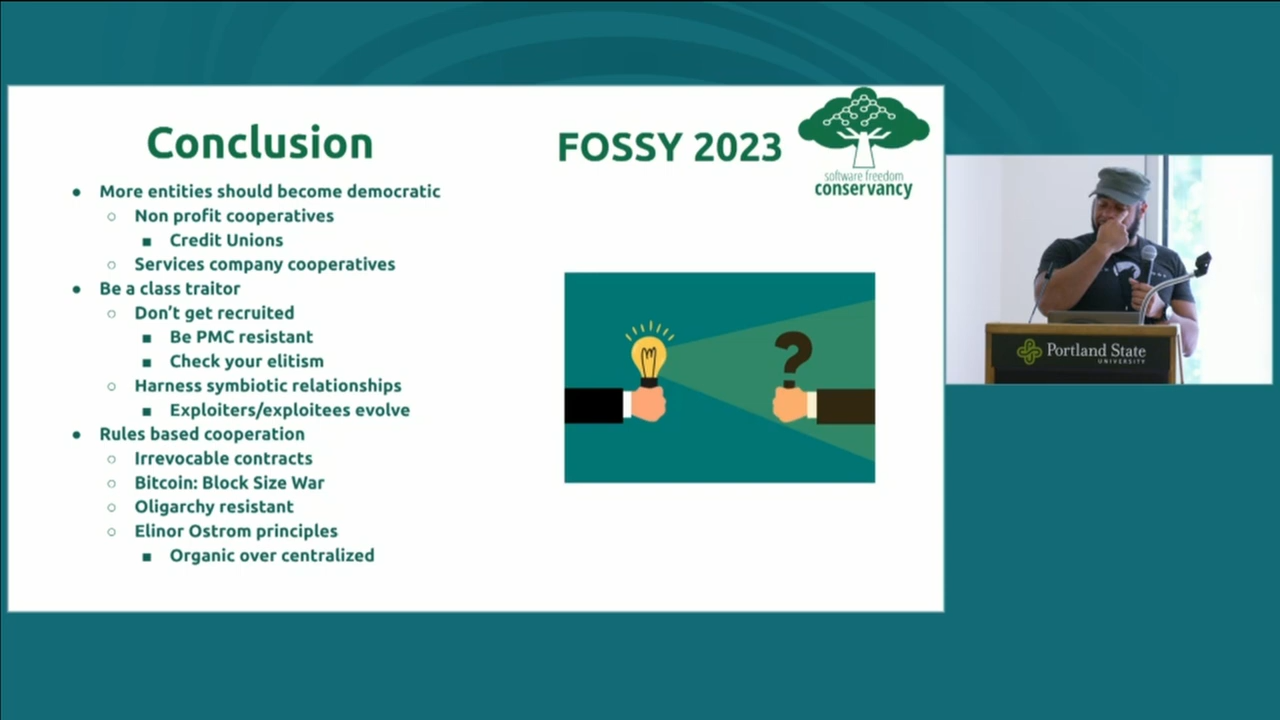 Conclusion
FOSSY 2023
software freedom
conservancy
● More entities should become democratic
○ Non profit cooperatives
■ Credit Unions
○ Services company cooperatives
● Be a class traitor
○ Don't get recruited
■ Be PMC resistant
■ Check your elitism
○ Harness symbiotic relationships
■ Exploiters/exploitees evolve
● Rules based cooperation
○ Irrevocable contracts
○ Bitcoin: Block Size War
○ Oligarchy resistant
○ Elinor Ostrom principles
■ Organic over centralized
Portland State
UNIVERSITY